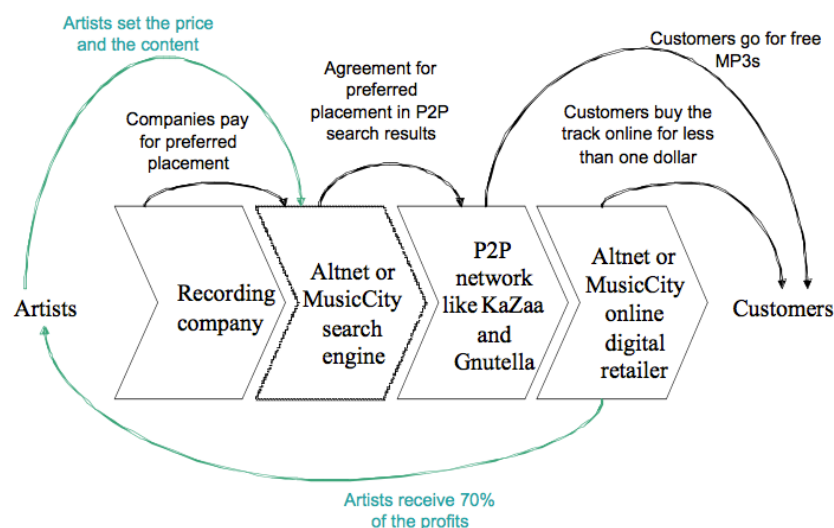 Artists set the price
and the content
Companies pay
for preferred
placement
Agreement for
preferred
placement in P2P
search results
Customers go for free
MP3s
Customers buy the
track online for less
than one dollar
Artists
Recording
company
Altnet or
MusicCity
search
engine
P2P
network
like KaZaa
and
Gnutella
Altnet or
MusicCity
online
digital
retailer
Customers
Artists receive 70%
of the profits